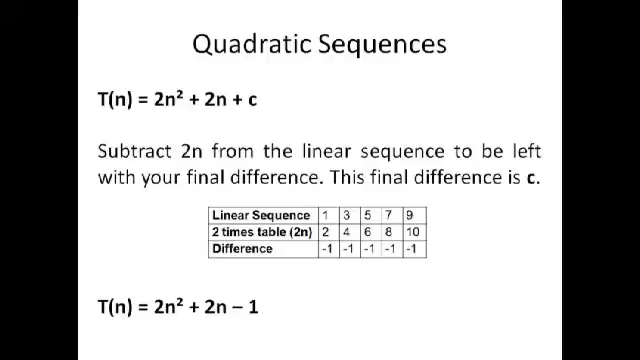 Quadratic Sequences
T(n) = 2n² + 2n + c
Subtract 2n from the linear sequence to be left
with your final difference. This final difference is c.
Linear Sequence 1 3 5 7 9
2 times table (2n) 2 4 6 8 10
Difference -1 -1 -1 -1 -1
T(n) = 2n² + 2n – 1